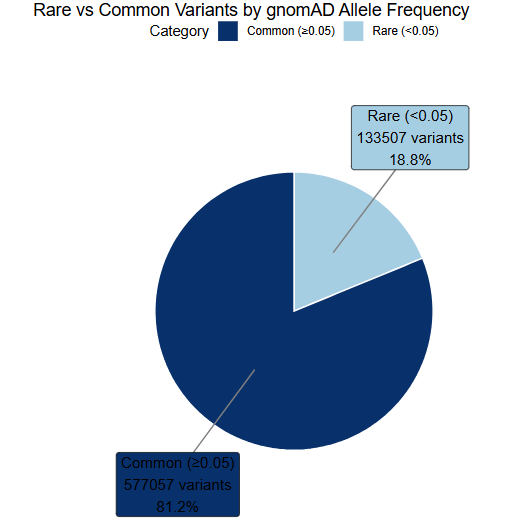 Rare vs Common Variants by gnomAD Allele Frequency
Category Common (≥0.05) Rare (<0.05)
Rare (<0.05)
133507 variants
18.8%
Common (≥0.05)
577057 variants
81.2%